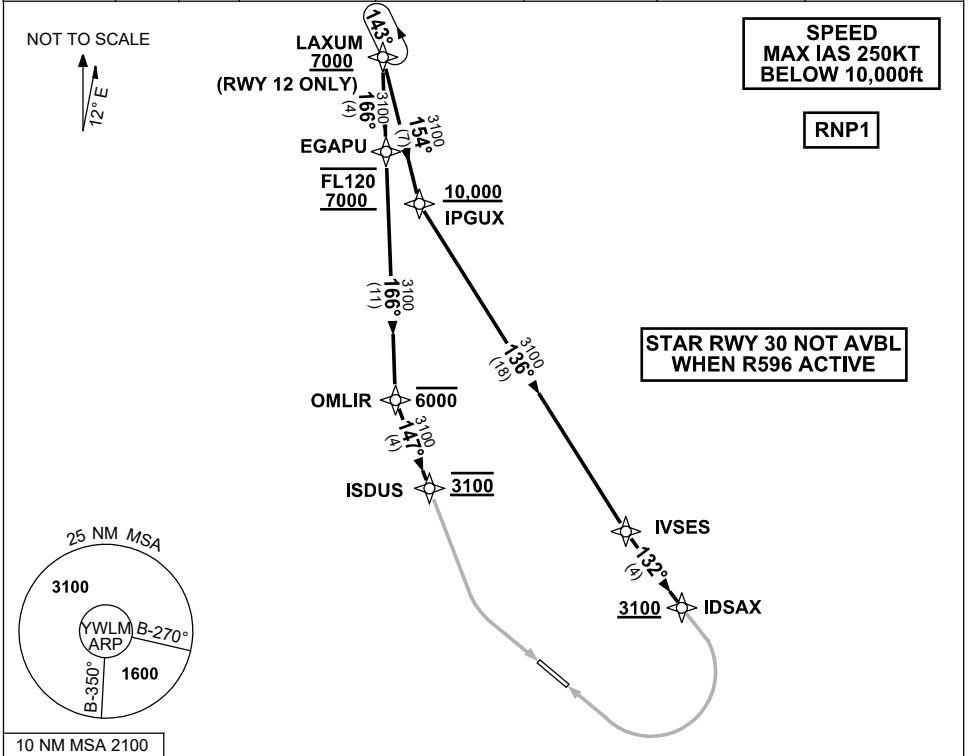 NOT TO SCALE
12° E
143°
LAXUM
7000
(RWY 12 ONLY)
3100
166°
(4)
3100
154°
(7)
EGAPU
FL120
7000
10,000
IPGUX
SPEED
MAX IAS 250KT
BELOW 10,000ft
RNP1
3100
166°
(11)
3100
136°
(18)
STAR RWY 30 NOT AVBL
WHEN R596 ACTIVE
OMLIR
6000
3100
147°
(4)
ISDUS
3100
IVSES
132°
(4)
3100
IDSAX
25 NM MSA
3100
YWLM
ARP
B-270°
B-350°
1600
10 NM MSA 2100